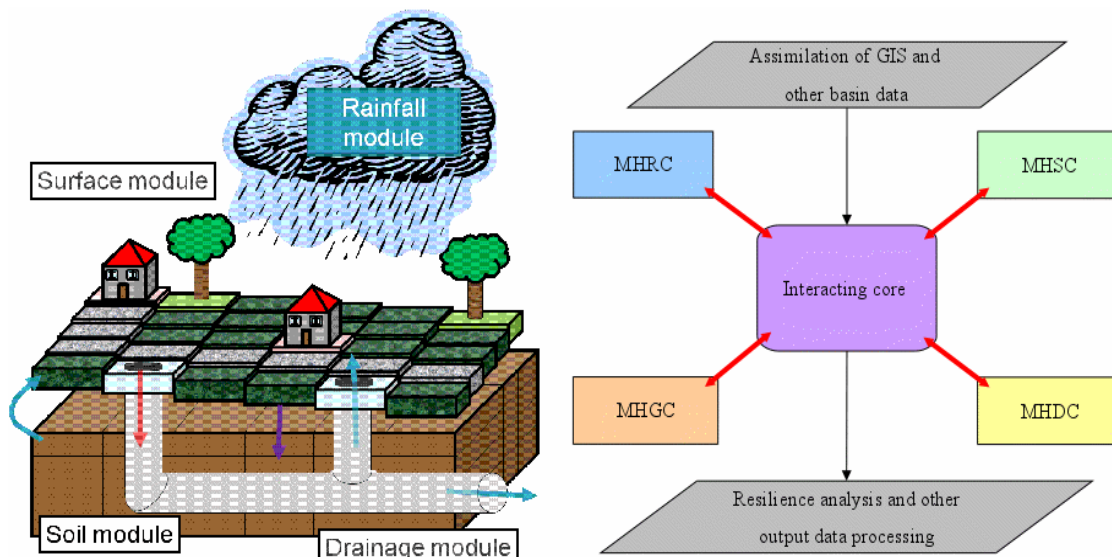 Rainfall
module
Surface module
Soil module
Drainage module
Assimilation of GIS and
other basin data
MHRC
MHSC
Interacting core
MHGC
MHDC
Resilience analysis and other
output data processing